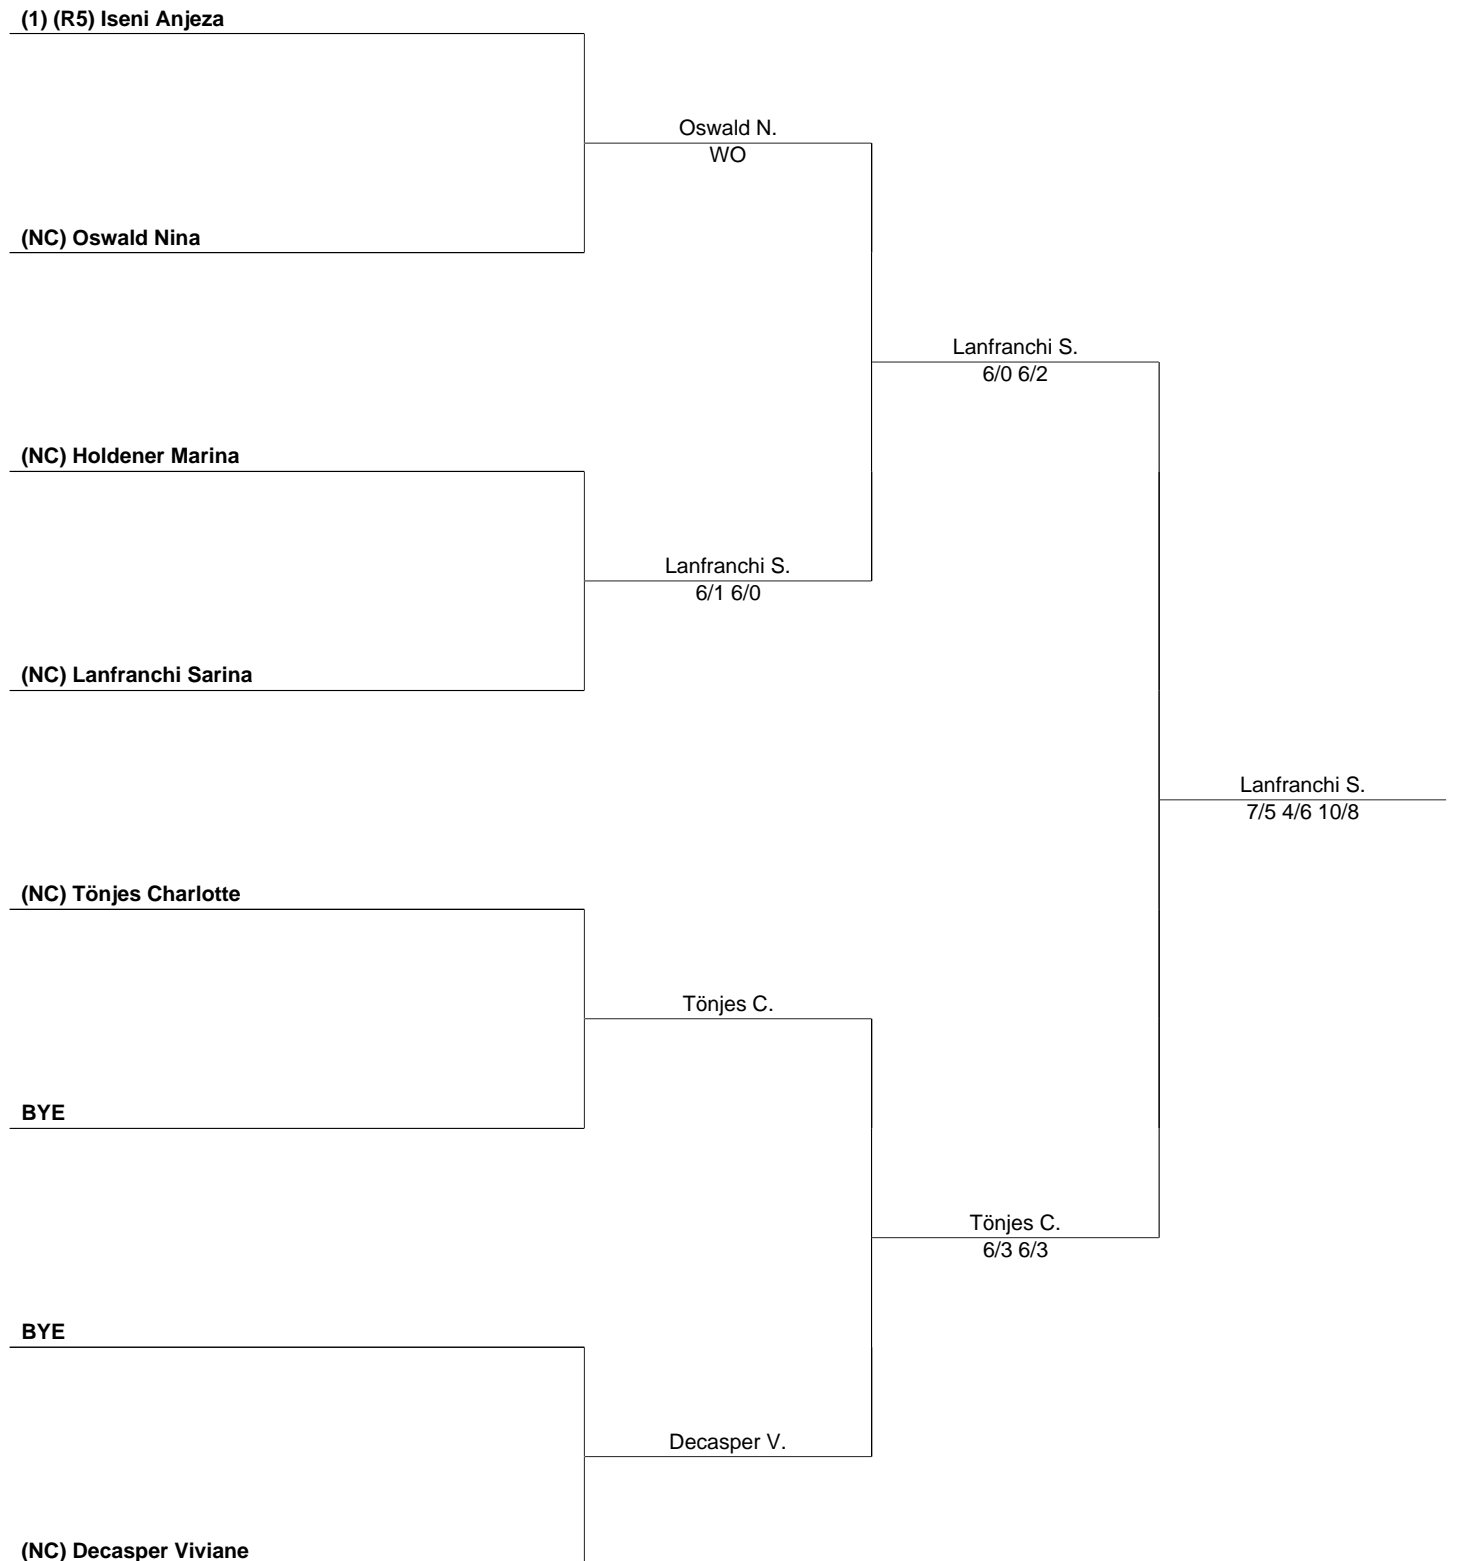 (1) (R5) Iseni Anjeza
Oswald N.
WO
(NC) Oswald Nina
Lanfranchi S.
6/0 6/2
(NC) Holdener Marina
Lanfranchi S.
6/1 6/0
(NC) Lanfranchi Sarina
Lanfranchi S.
7/5 4/6 10/8
(NC) Tönjes Charlotte
Tönjes C.
BYE
Tönjes C.
6/3 6/3
BYE
Decasper V.
(NC) Decasper Viviane